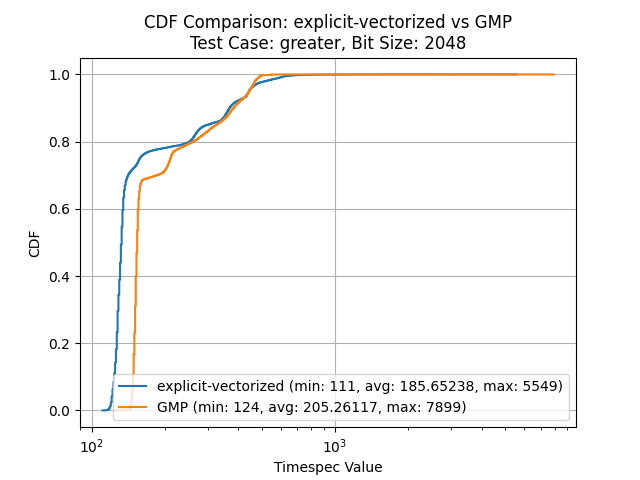 CDF Comparison: explicit-vectorized vs GMP
Test Case: greater, Bit Size: 2048
1.0
0.8
0.6
CDF
0.4
0.2
explicit-vectorized (min: 111, avg: 185.65238, max: 5549)
GMP (min: 124, avg: 205.26117, max: 7899)
0.0
10² 10³
Timespec Value